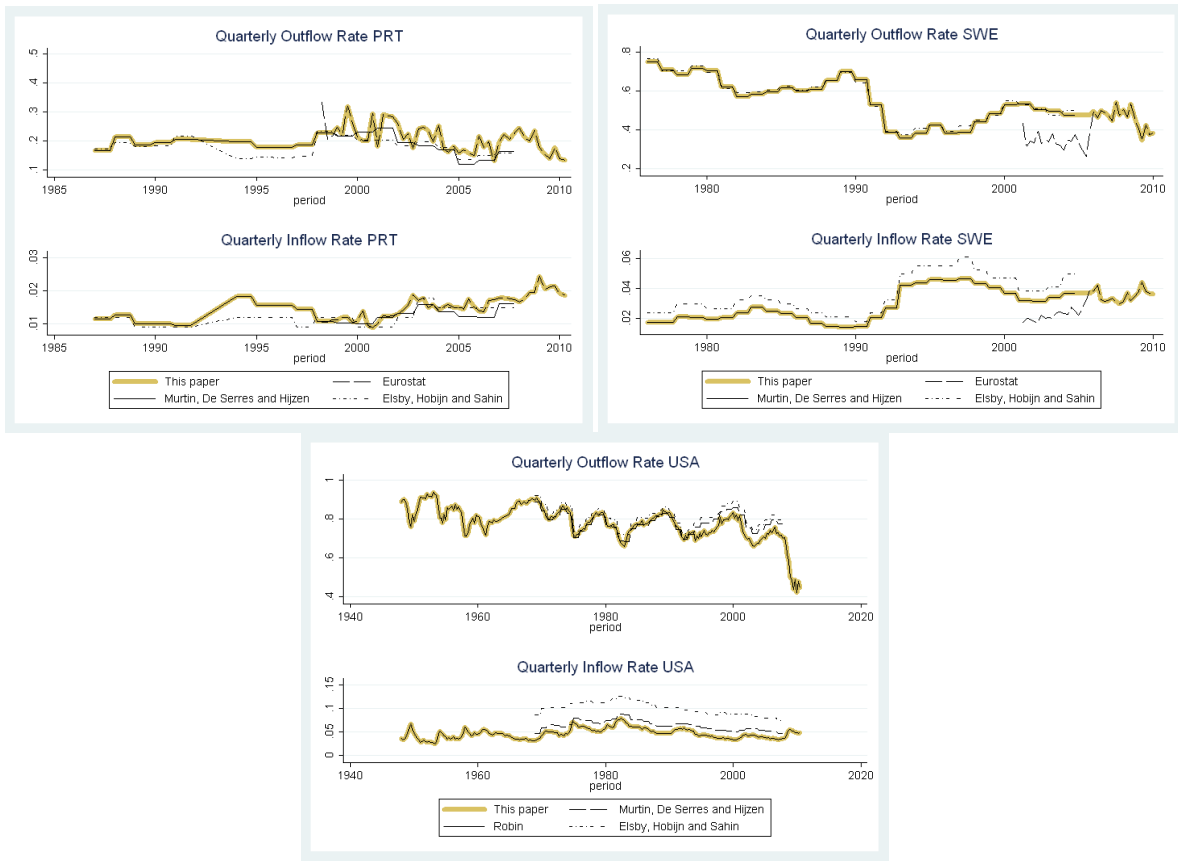 Quarterly Outflow Rate PRT
.5
.4
.3
.2
.1
1985 1990 1995 2000 2005 2010
period
Quarterly Inflow Rate PRT
.03
.02
.01
1985 1990 1995 2000 2005 2010
period
This paper Eurostat
Murtin, De Serres and Hijzen Elsby, Hobijn and Sahin
Quarterly Outflow Rate SWE
.8
.6
.4
.2
1980 1990 2000 2010
period
Quarterly Inflow Rate SWE
.06
.04
.02
1980 1990 2000 2010
period
This paper Eurostat
Murtin, De Serres and Hijzen Elsby, Hobijn and Sahin
Quarterly Outflow Rate USA
1
.8
.6
.4
1940 1960 1980 2000 2020
period
Quarterly Inflow Rate USA
.15
.1
.05
0
1940 1960 1980 2000 2020
period
This paper Murtin, De Serres and Hijzen
Robin Elsby, Hobijn and Sahin